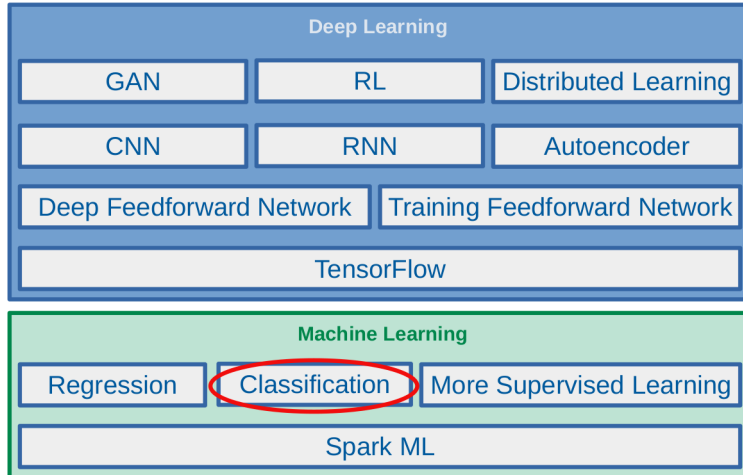 Deep Learning
GAN RL Distributed Learning
CNN RNN Autoencoder
Deep Feedforward Network Training Feedforward Network
TensorFlow
Machine Learning
Regression Classification More Supervised Learning
Spark ML